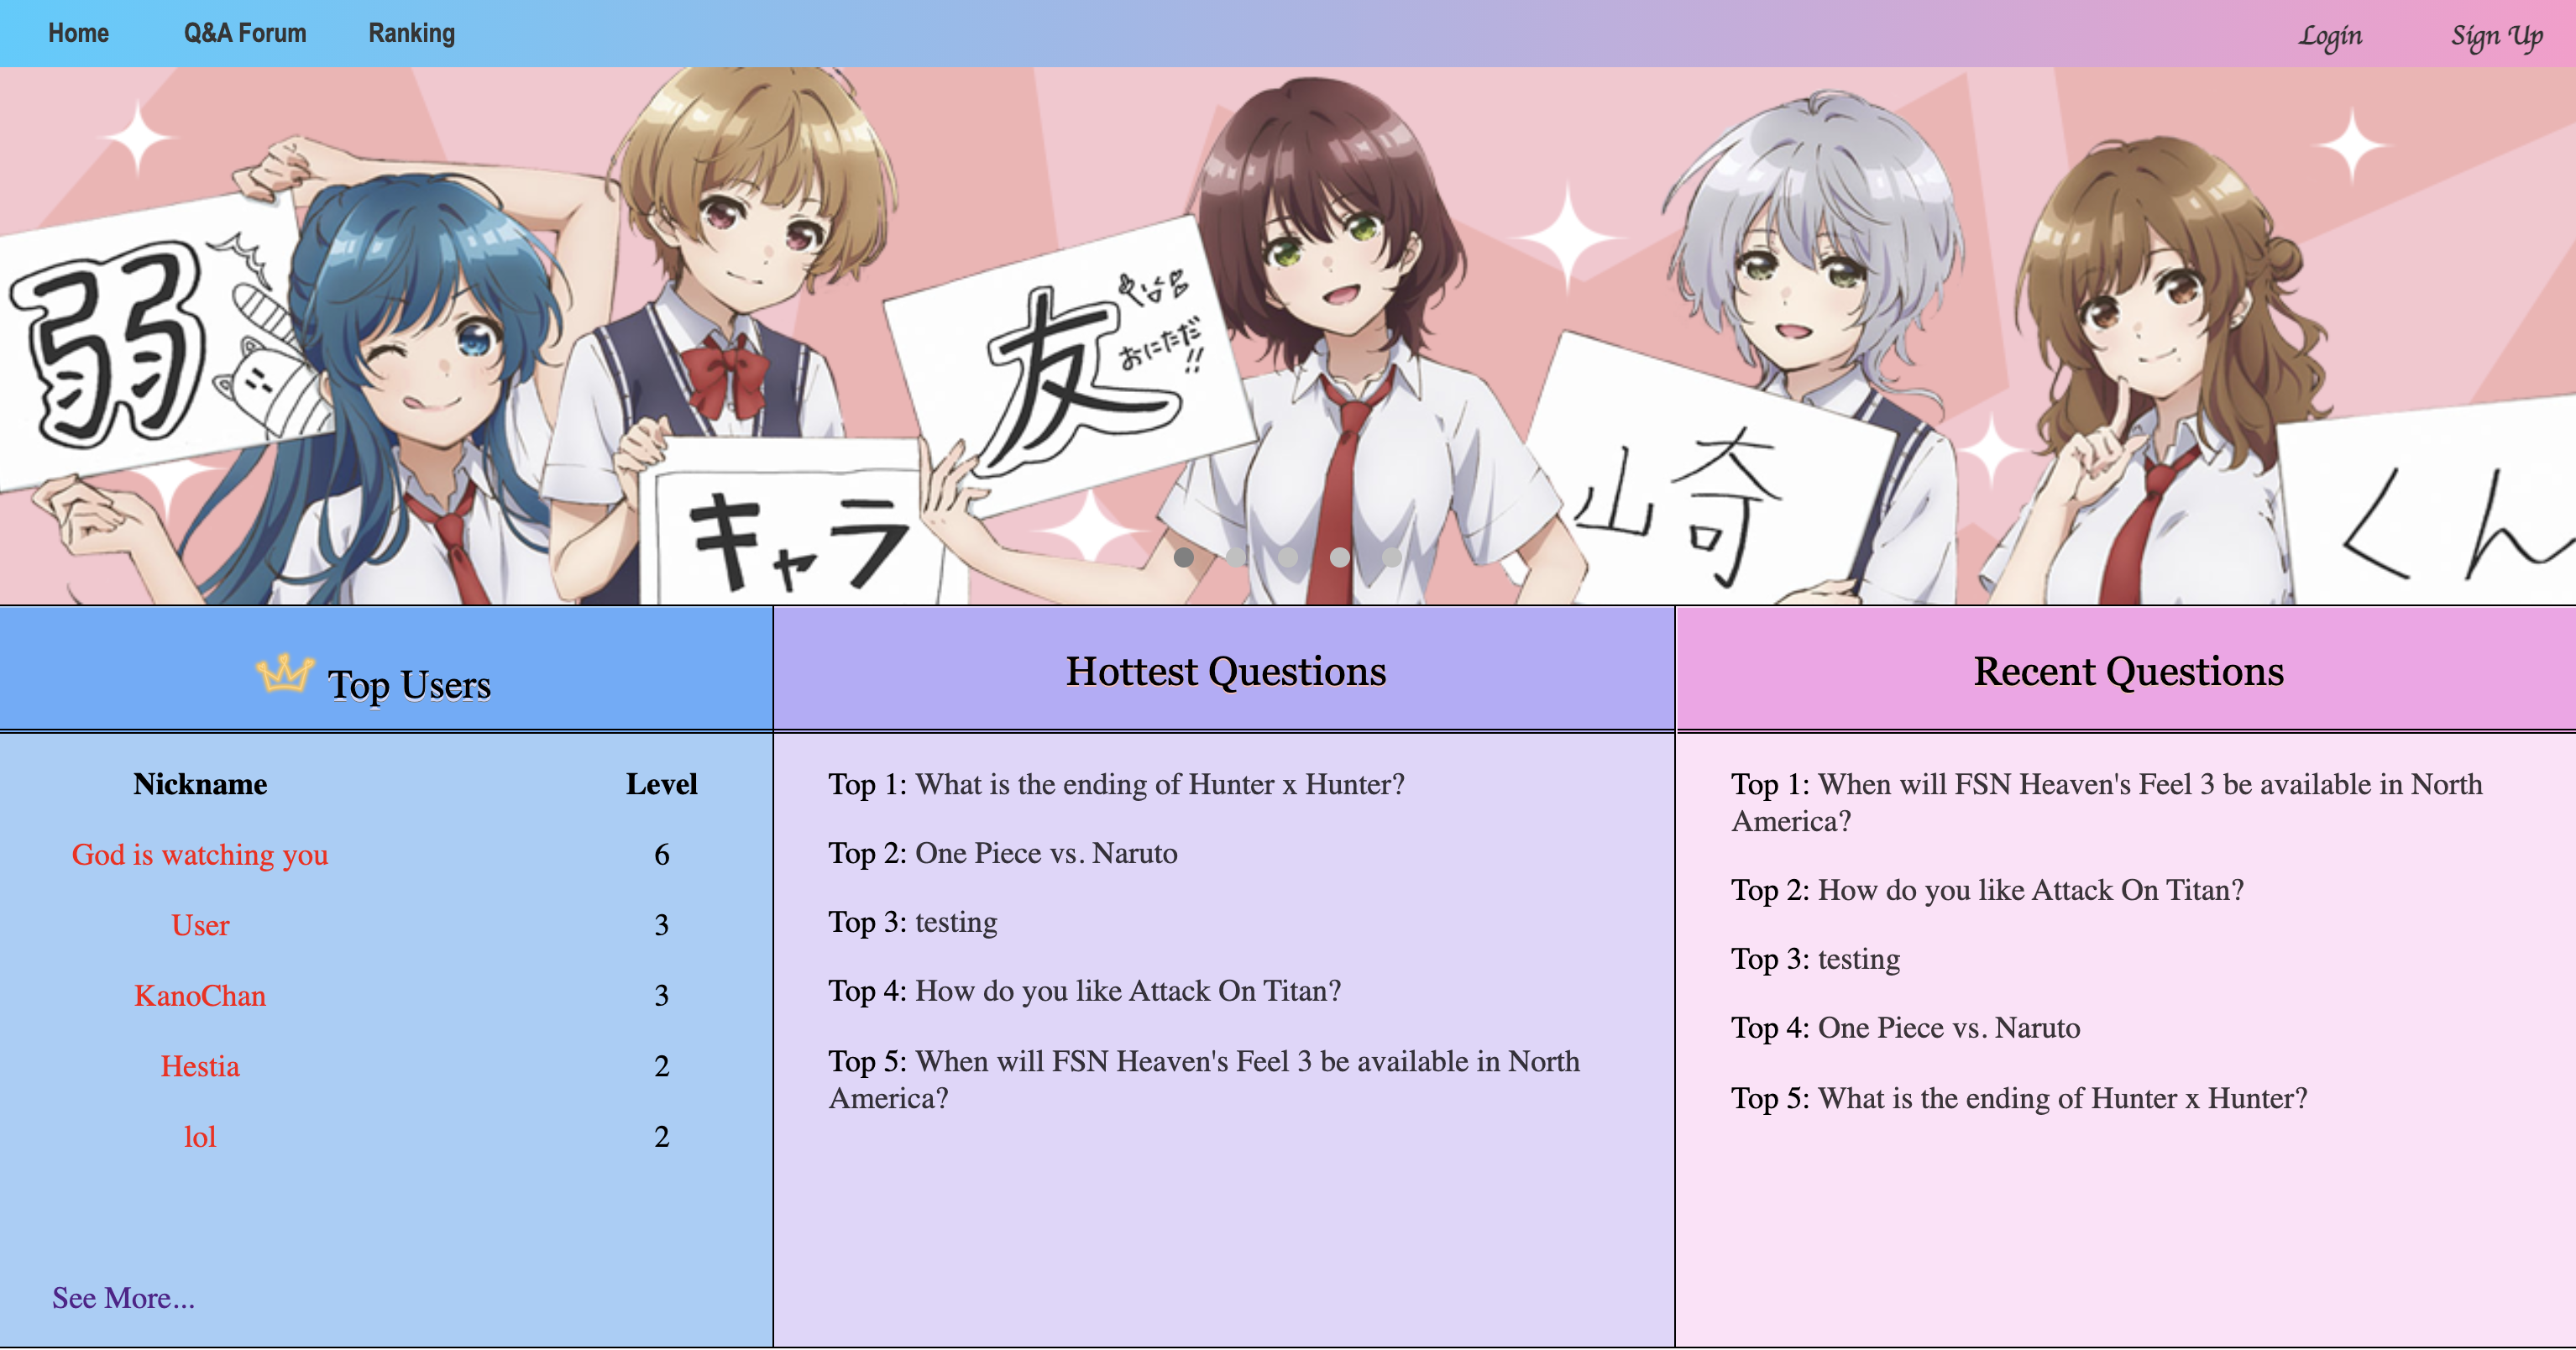 Home Q&A Forum Ranking Login Sign Up
弱
キャラ
友
おにただ!!
山奇
くん
Top Users
Nickname Level
God is watching you 6
User 3
KanoChan 3
Hestia 2
lol 2
See More...
Hottest Questions
Top 1: What is the ending of Hunter x Hunter?
Top 2: One Piece vs. Naruto
Top 3: testing
Top 4: How do you like Attack On Titan?
Top 5: When will FSN Heaven's Feel 3 be available in North
America?
Recent Questions
Top 1: When will FSN Heaven's Feel 3 be available in North
America?
Top 2: How do you like Attack On Titan?
Top 3: testing
Top 4: One Piece vs. Naruto
Top 5: What is the ending of Hunter x Hunter?